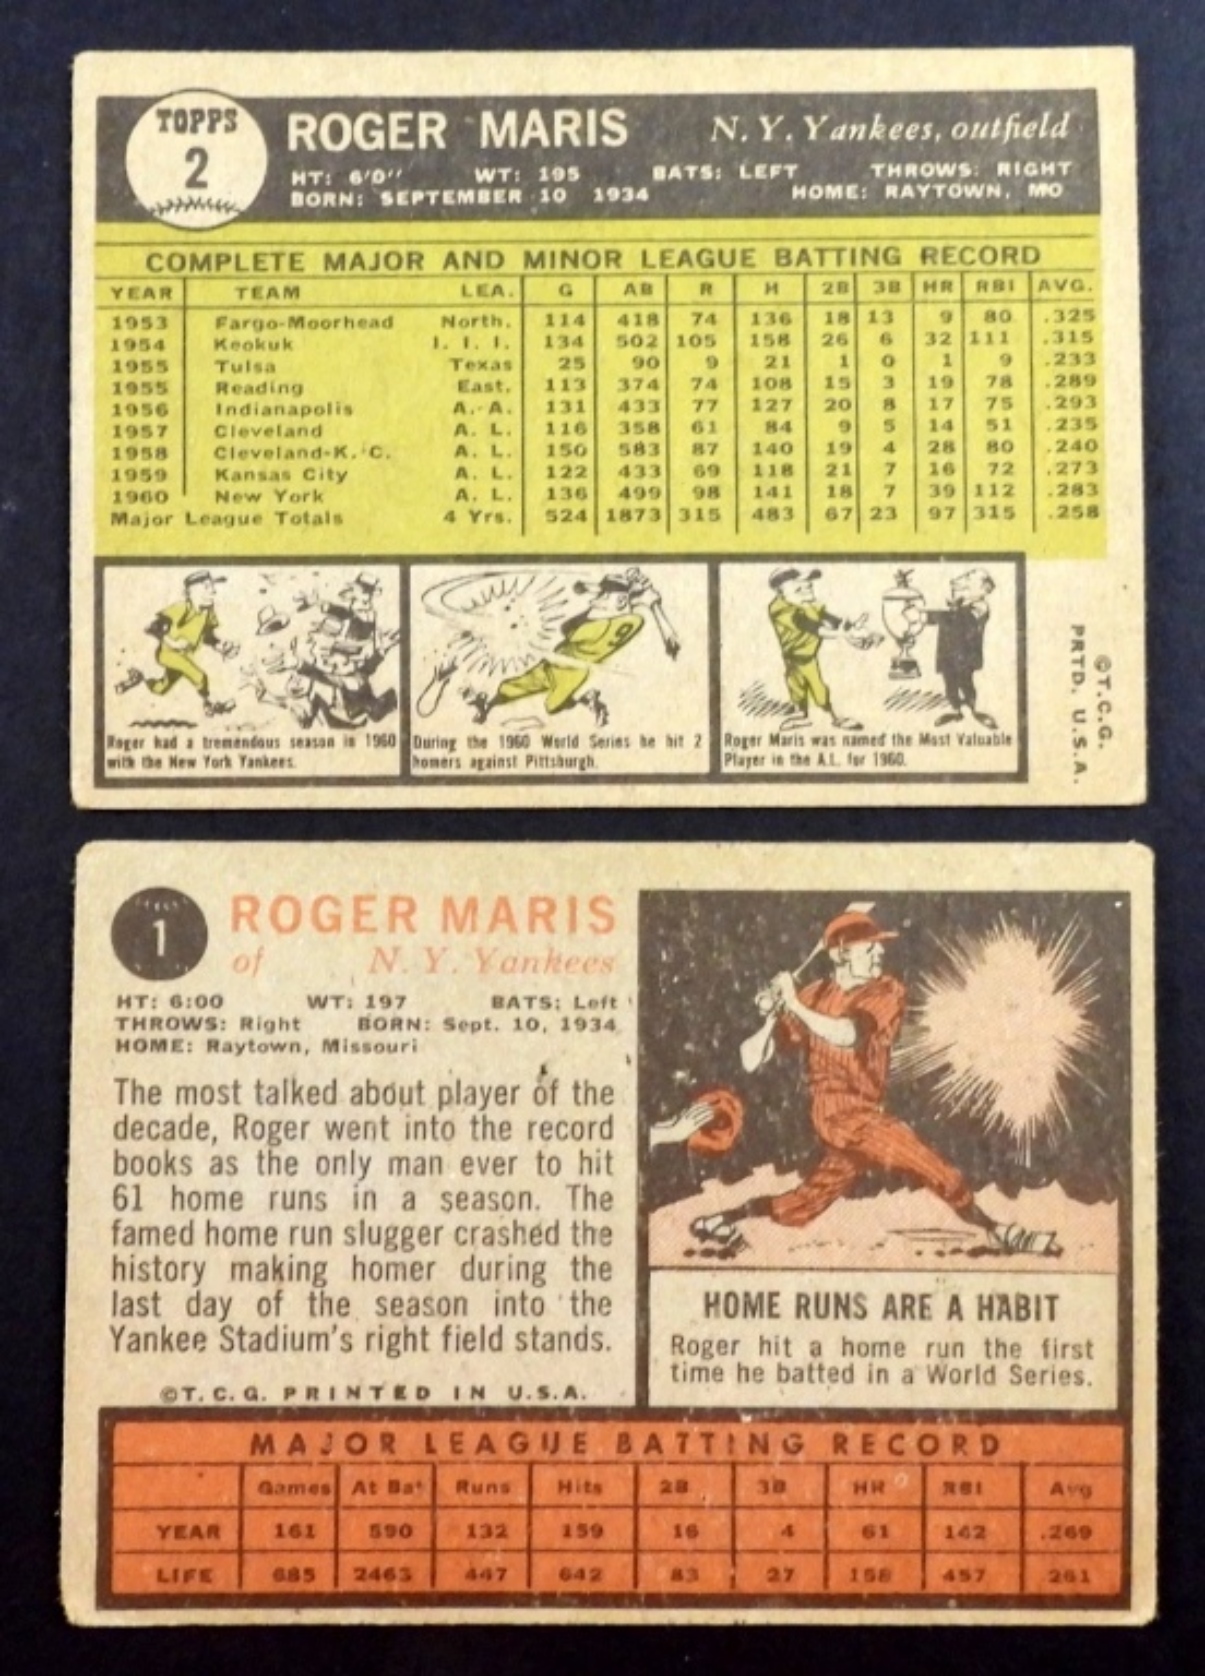 TOPPS
2
ROGER MARIS N. Y. Yankees, outfield
HT: 6'0" WT: 195 BATS: LEFT THROWS: RIGHT
BORN: SEPTEMBER 10 1934 HOME: RAYTOWN, MO
COMPLETE MAJOR AND MINOR LEAGUE BATTING RECORD
YEAR TEAM LEA. G AB R H 2B 3B HR RBI AVG.
1953 Fargo-Moorhead North. 114 418 74 136 18 13 9 80 .325
1954 Keokuk I. I. I. 134 502 105 158 26 6 32 111 .315
1955 Tulsa Texas 25 90 9 21 1 0 1 9 .233
1955 Reading East. 113 374 74 108 15 3 19 78 .289
1956 Indianapolis A. A. 131 433 77 127 20 8 17 75 .293
1957 Cleveland A. L. 116 358 61 84 9 5 14 51 .235
1958 Cleveland-K. C. A. L. 150 583 87 140 19 4 28 80 .240
1959 Kansas City A. L. 122 433 69 118 21 7 16 72 .273
1960 New York A. L. 136 499 98 141 18 7 39 112 .283
Major League Totals 4 Yrs. 524 1873 315 483 67 23 97 315 .258
9
Roger had a tremendous season in 1960
with the New York Yankees.
During the 1960 World Series he hit 2
homers against Pittsburgh.
Roger Maris was named the Most Valuable
Player in the A.L. for 1960.
©T.C.G.
PRTD. U.S.A.
1
ROGER MARIS
of N. Y. Yankees
HT: 6:00 WT: 197 BATS: Left
THROWS: Right BORN: Sept. 10, 1934
HOME: Raytown, Missouri
The most talked about player of the
decade, Roger went into the record
books as the only man ever to hit
61 home runs in a season. The
famed home run slugger crashed the
history making homer during the
last day of the season into the
Yankee Stadium's right field stands.
©T. C. G. PRINTED IN U.S.A.
HOME RUNS ARE A HABIT
Roger hit a home run the first
time he batted in a World Series.
MAJOR LEAGUE BATTING RECORD
Games At Bat Runs Hits 2B 3B HR RBI Avg
YEAR 161 590 132 159 16 4 61 142 .269
LIFE 685 2463 447 642 83 27 158 457 261